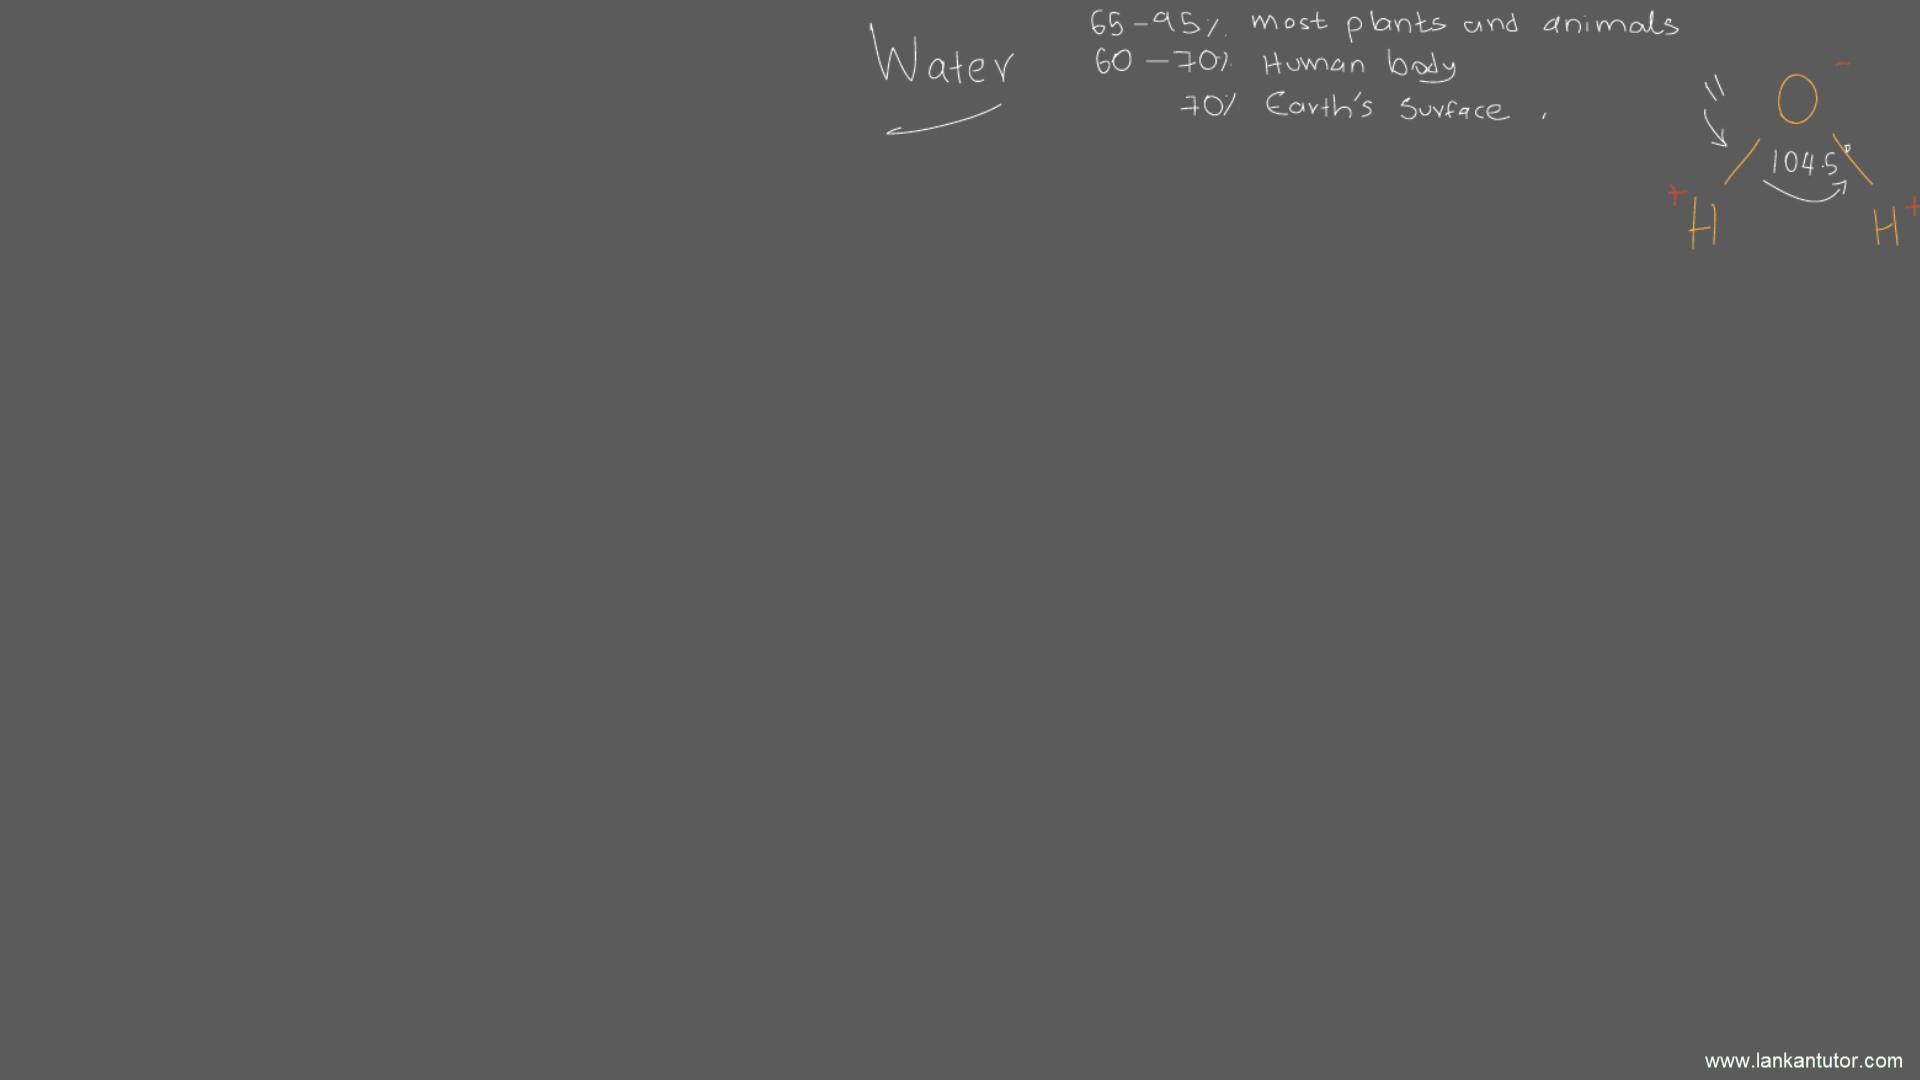 Water
65-95% most plants and animals
60-70% Human body
70% Earth's Surface.
O -
104.5°
+ H
H +
www.lankantutor.com